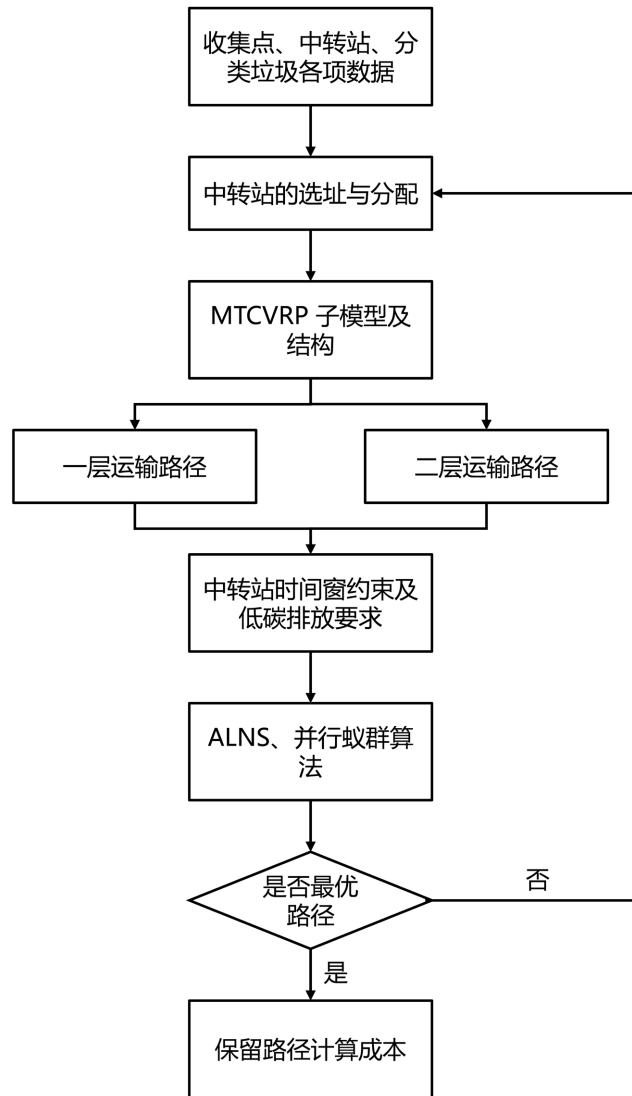 收集点、中转站、分
类垃圾各项数据
中转站的选址与分配
MTCVRP 子模型及
结构
一层运输路径
二层运输路径
中转站时间窗约束及
低碳排放要求
ALNS、并行蚁群算
法
是否最优
路径
否
是
保留路径计算成本